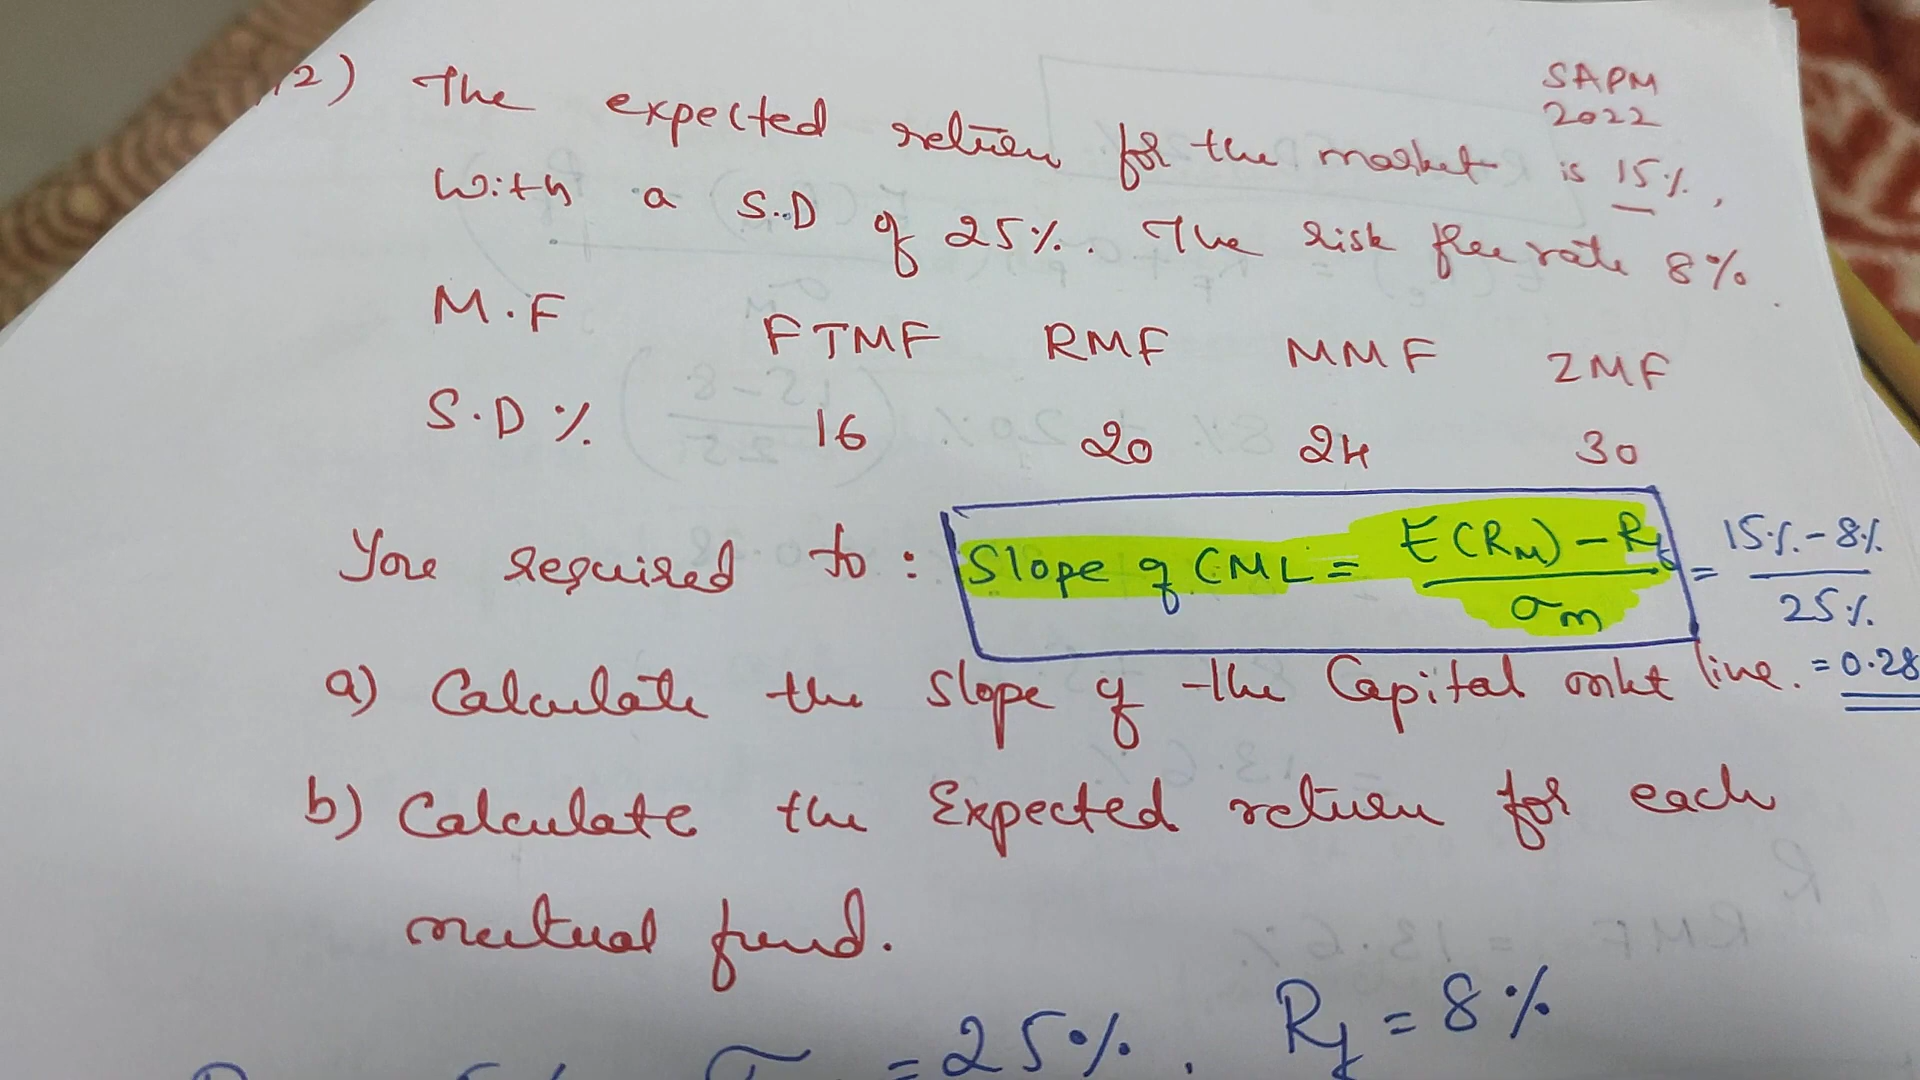 SAPM
2022
2) The expected return for the market is 15%,
With a S.D of 25%. The risk free rate 8%.
M.F FTMF RMF MMF ZMF
S.D % 16 20 24 30
You required to: Slope of CML = E(RM) - Rf / σm = 15% - 8% / 25%
a) Calculate the slope of the Capital mkt line. = 0.28
b) Calculate the Expected return for each
mutual fund.
= 25%. Rf = 8%